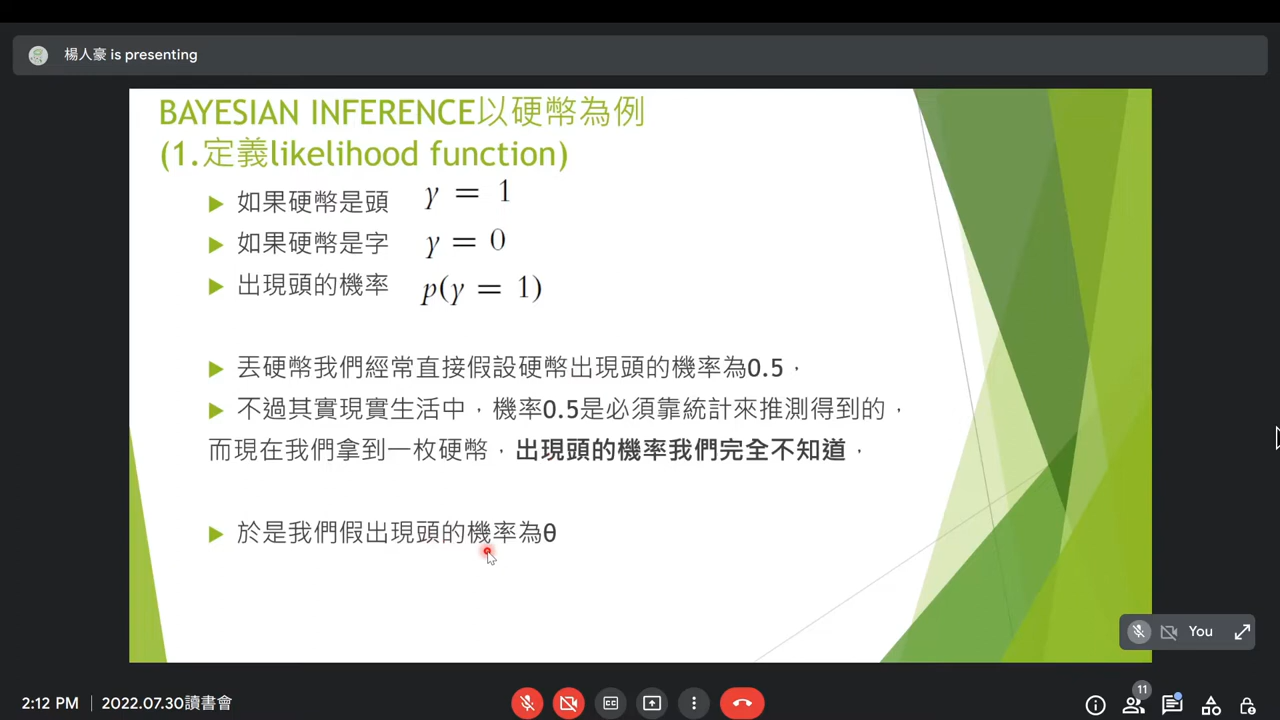 楊人豪 is presenting
BAYESIAN INFERENCE以硬幣為例
(1.定義likelihood function)
如果硬幣是頭 γ = 1
如果硬幣是字 γ = 0
出現頭的機率 p(γ = 1)
丟硬幣我們經常直接假設硬幣出現頭的機率為0.5，
不過其實現實生活中，機率0.5是必須靠統計來推測得到的，
而現在我們拿到一枚硬幣，出現頭的機率我們完全不知道，
於是我們假出現頭的機率為θ
You
2:12 PM | 2022.07.30讀書會
CC
11